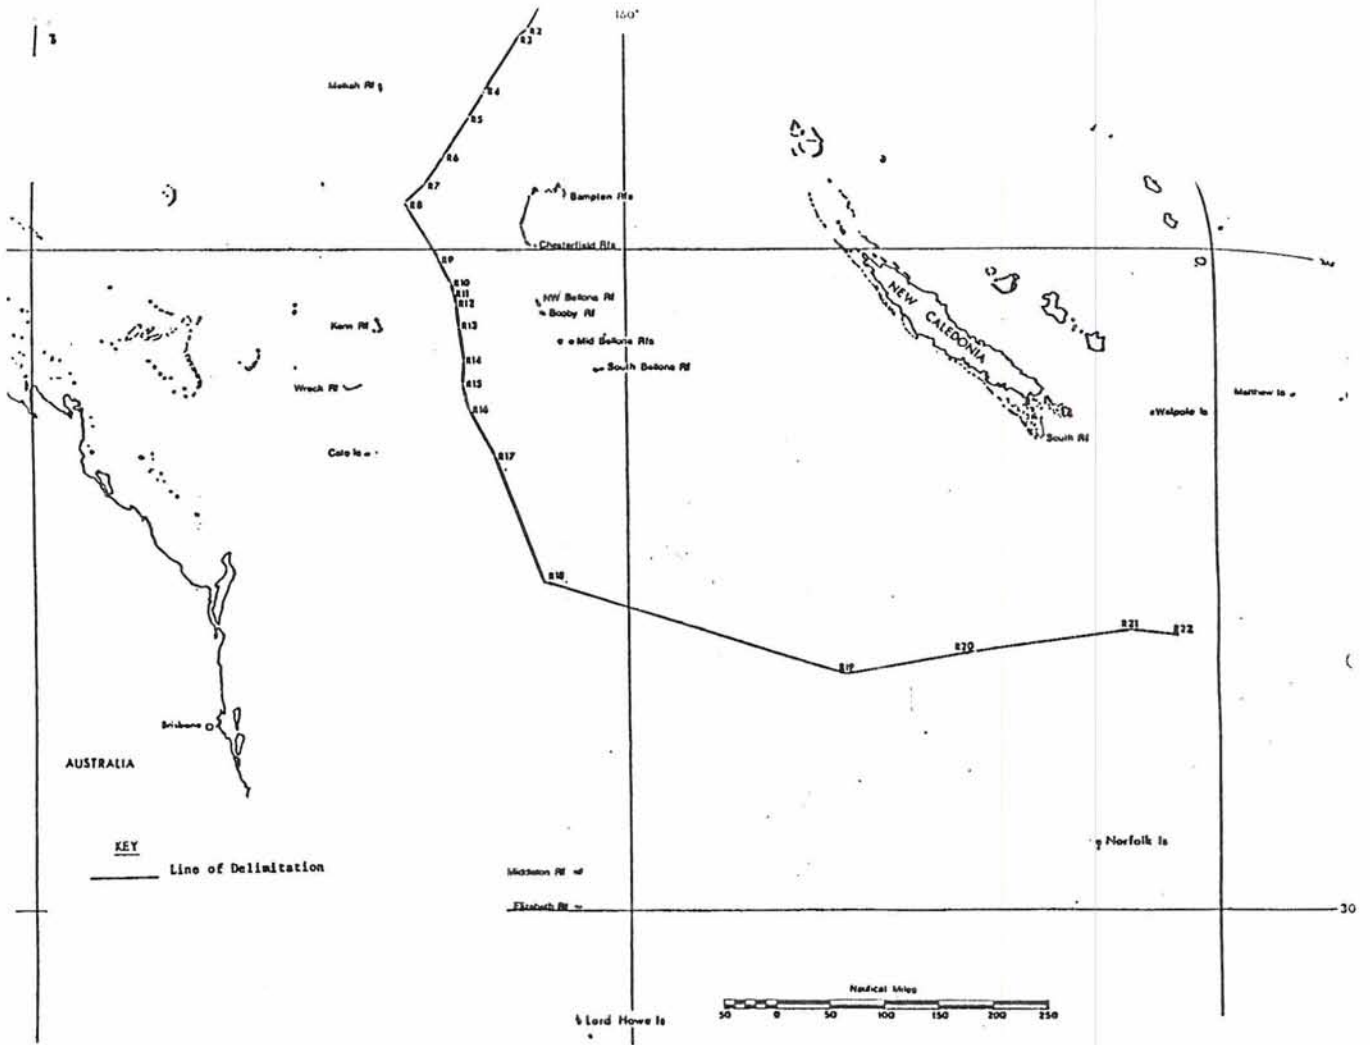 160°
R2
R3
Mellish Rf
R4
R5
R6
R7
R8
Bampton Rfs
Chesterfield Rfs
R9
R10
R11
R12
NW Bellona Rf
Booby Rf
Kenn Rf
R13
Mid Bellona Rfs
R14
South Bellona Rf
R15
Wreck Rf
R16
NEW CALEDONIA
Matthew Is
Walpole Is
South Rf
Cato Is
R17
R18
R19
R20
R21
R22
Brisbane
AUSTRALIA
KEY
Line of Delimitation
Norfolk Is
Middleton Rf
Elizabeth Rf
30
Nautical Miles
50 0 50 100 150 200 250
Lord Howe Is